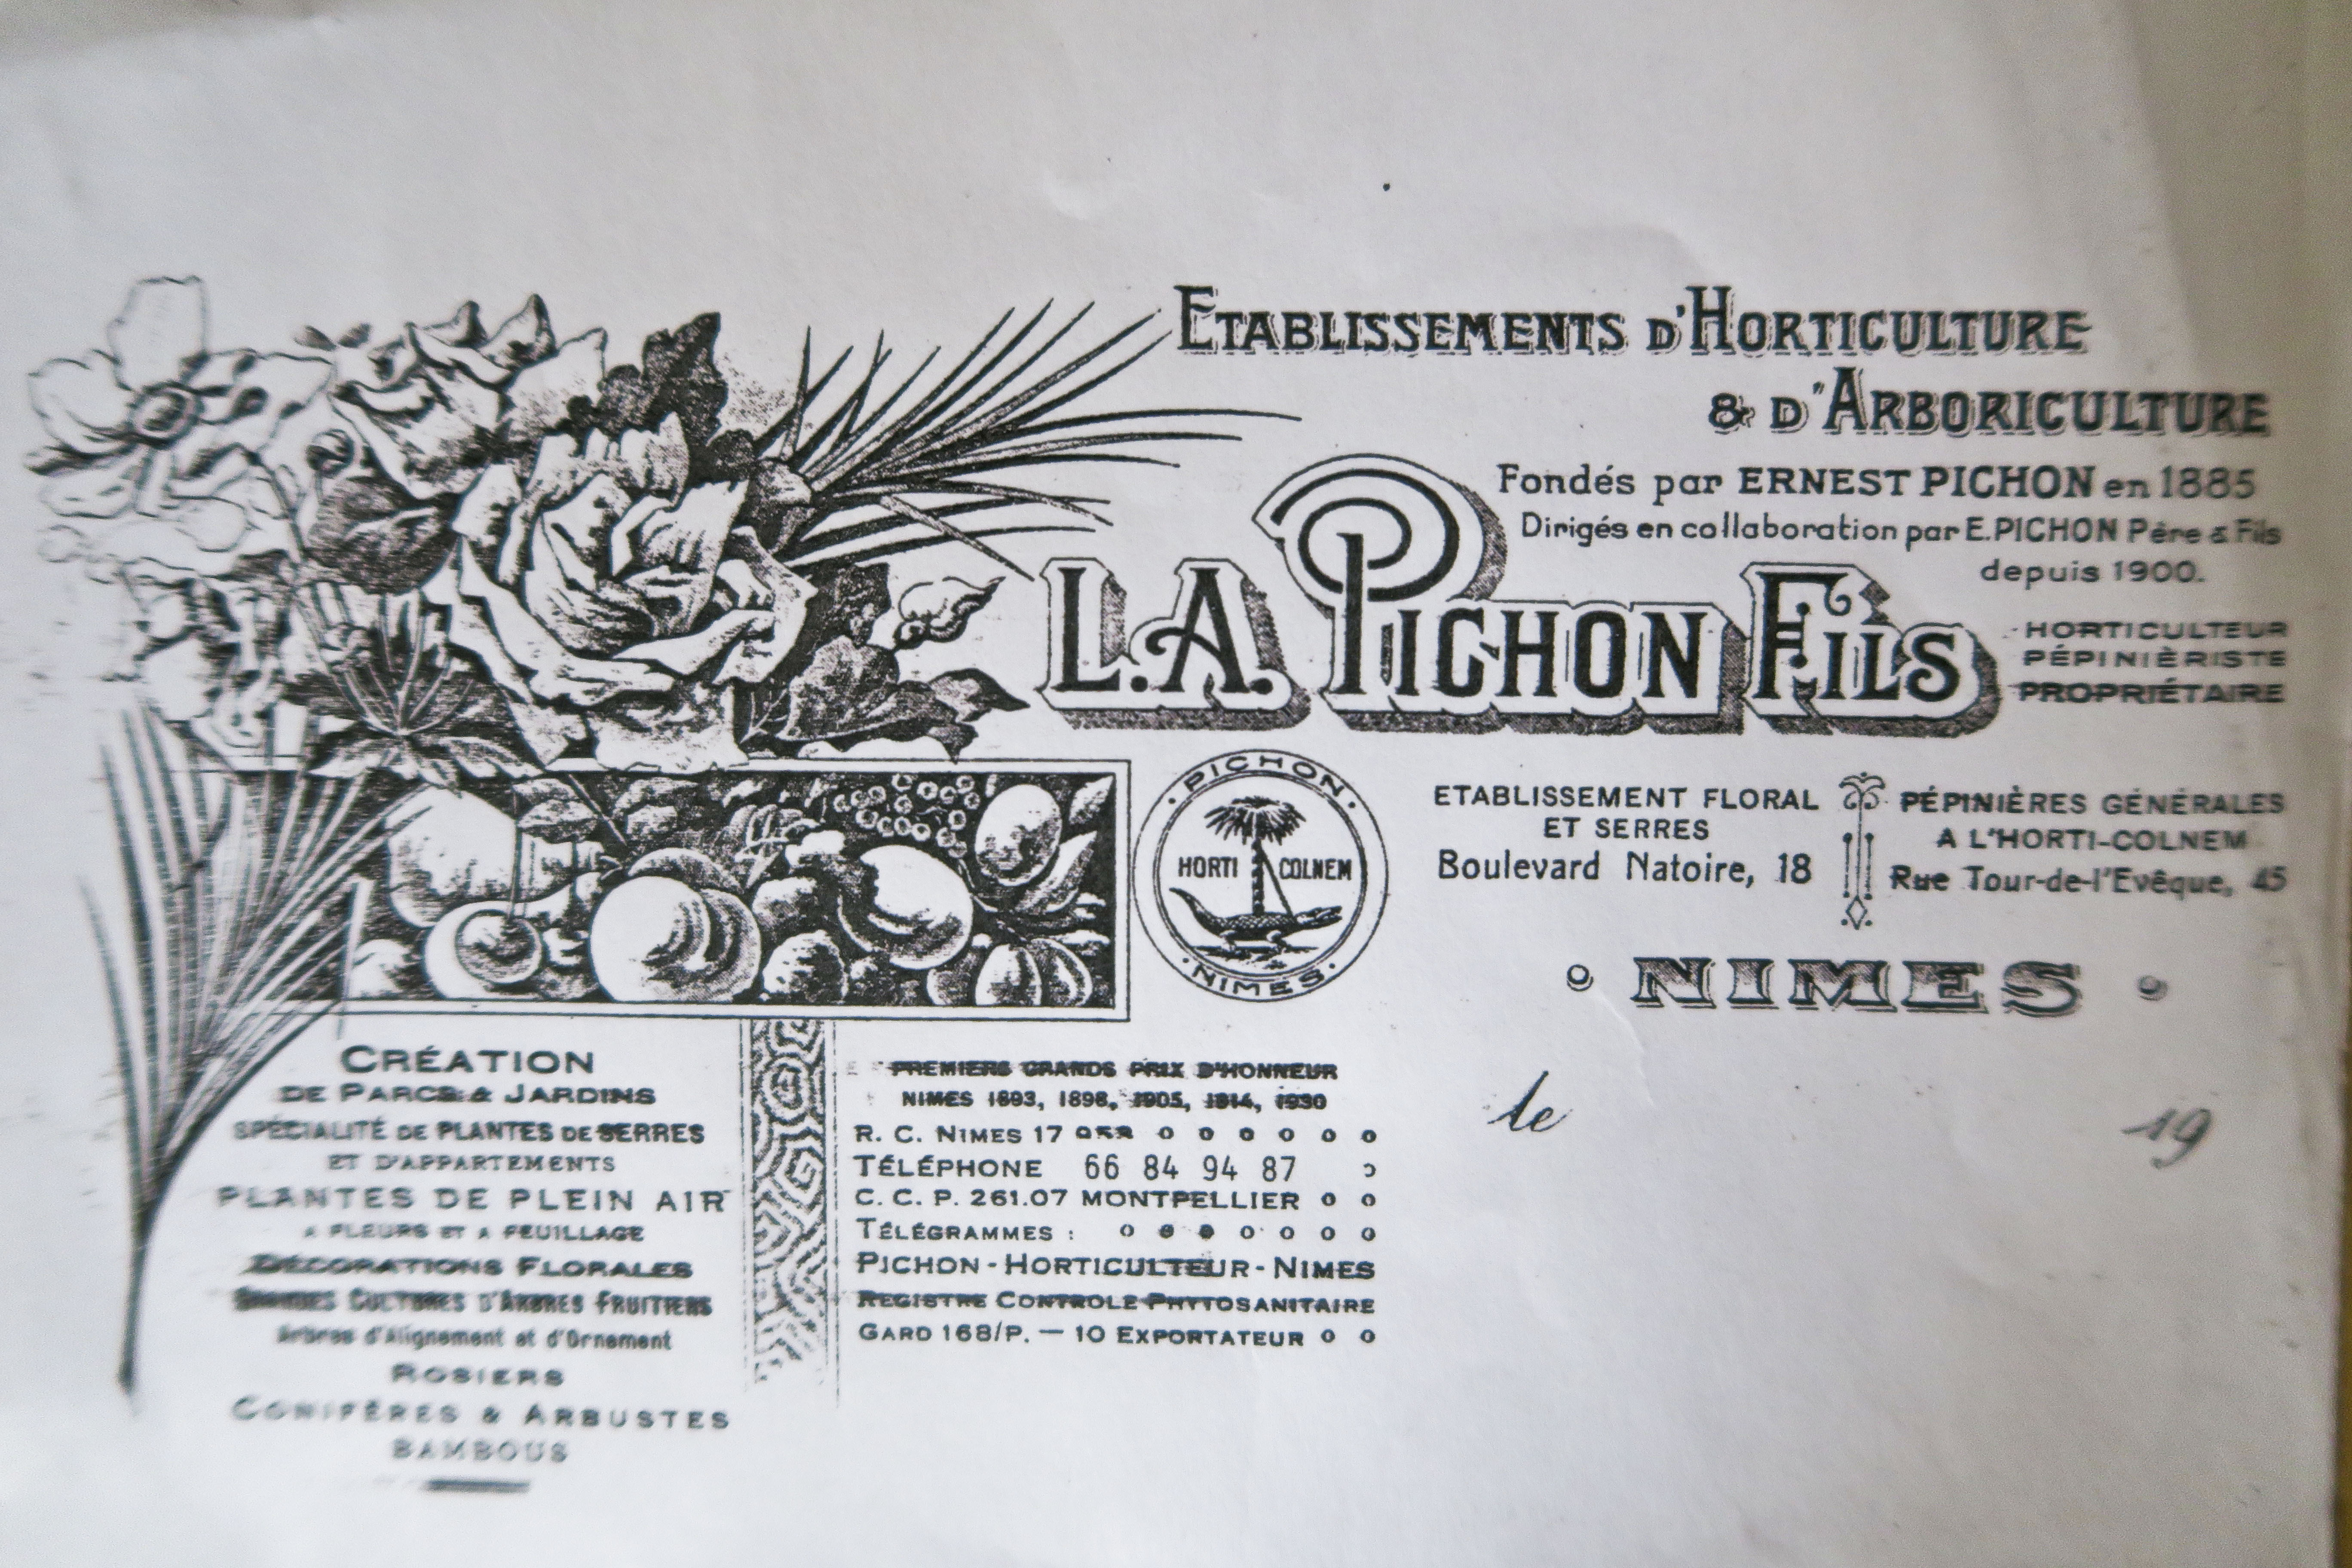 ETABLISSEMENTS D'HORTICULTURE
& D'ARBORICULTURE
Fondés par ERNEST PICHON en 1885
Dirigés en collaboration par E. PICHON Père & Fils
depuis 1900.
L.A. PICHON FILS
HORTICULTEUR
PÉPINIÈRISTE
PROPRIÉTAIRE
PICHON
HORTI COLNEM
NIMES
ETABLISSEMENT FLORAL
ET SERRES
Boulevard Natoire, 18
PÉPINIÈRES GÉNÉRALES
A L'HORTI-COLNEM
Rue Tour-de-l'Evêque, 45
NIMES
le 19
CRÉATION
DE PARCS & JARDINS
SPÉCIALITÉ DE PLANTES DE SERRES
ET D'APPARTEMENTS
PLANTES DE PLEIN AIR
A FLEURS ET A FEUILLAGE
DÉCORATIONS FLORALES
GRANDES CULTURES D'ARBRES FRUITIERS
Arbres d'Alignement et d'Ornement
ROSIERS
CONIFÈRES & ARBUSTES
BAMBOUS
PREMIERS GRANDS PRIX D'HONNEUR
NIMES 1893, 1898, 1905, 1914, 1930
R. C. NIMES 17
TÉLÉPHONE 66 84 94 87
C. C. P. 261.07 MONTPELLIER
TÉLÉGRAMMES :
PICHON-HORTICULTEUR-NIMES
REGISTRE CONTROLE PHYTOSANITAIRE
GARD 168/P. — 10 EXPORTATEUR